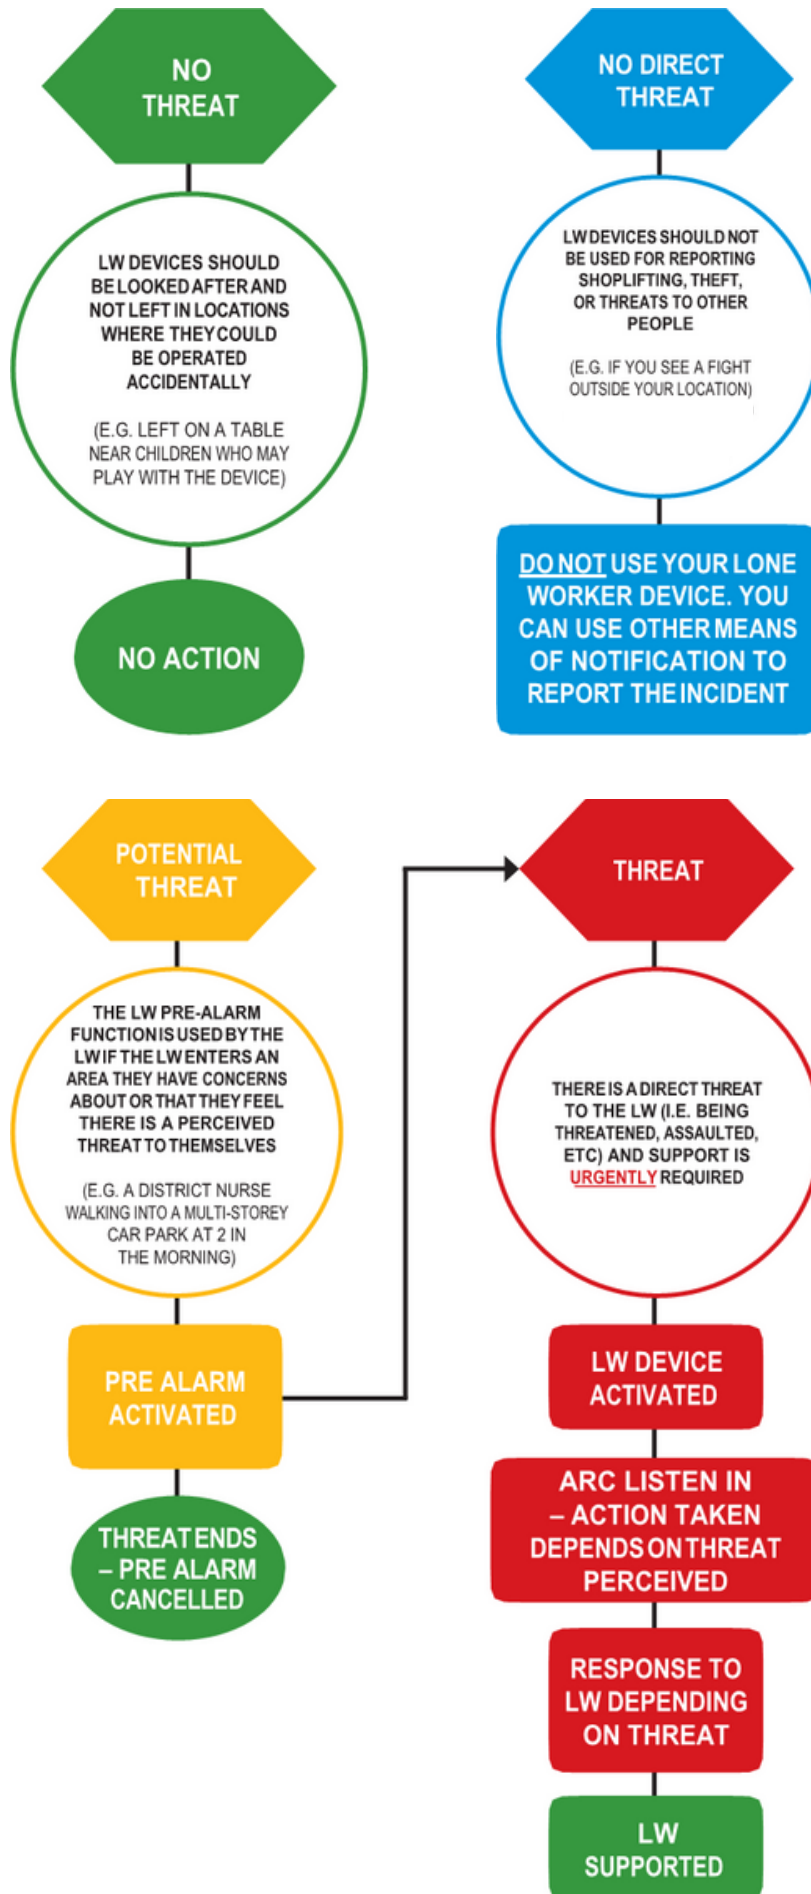 NO
THREAT
LW DEVICES SHOULD
BE LOOKED AFTER AND
NOT LEFT IN LOCATIONS
WHERE THEY COULD
BE OPERATED
ACCIDENTALLY
(E.G. LEFT ON A TABLE
NEAR CHILDREN WHO MAY
PLAY WITH THE DEVICE)
NO ACTION
NO DIRECT
THREAT
LW DEVICES SHOULD NOT
BE USED FOR REPORTING
SHOPLIFTING, THEFT,
OR THREATS TO OTHER
PEOPLE
(E.G. IF YOU SEE A FIGHT
OUTSIDE YOUR LOCATION)
DO NOT USE YOUR LONE
WORKER DEVICE. YOU
CAN USE OTHER MEANS
OF NOTIFICATION TO
REPORT THE INCIDENT
POTENTIAL
THREAT
THE LW PRE-ALARM
FUNCTION IS USED BY THE
LW IF THE LW ENTERS AN
AREA THEY HAVE CONCERNS
ABOUT OR THAT THEY FEEL
THERE IS A PERCEIVED
THREAT TO THEMSELVES
(E.G. A DISTRICT NURSE
WALKING INTO A MULTI-STOREY
CAR PARK AT 2 IN
THE MORNING)
PRE ALARM
ACTIVATED
THREAT ENDS
– PRE ALARM
CANCELLED
THREAT
THERE IS A DIRECT THREAT
TO THE LW (I.E. BEING
THREATENED, ASSAULTED,
ETC) AND SUPPORT IS
URGENTLY REQUIRED
LW DEVICE
ACTIVATED
ARC LISTEN IN
– ACTION TAKEN
DEPENDS ON THREAT
PERCEIVED
RESPONSE TO
LW DEPENDING
ON THREAT
LW
SUPPORTED